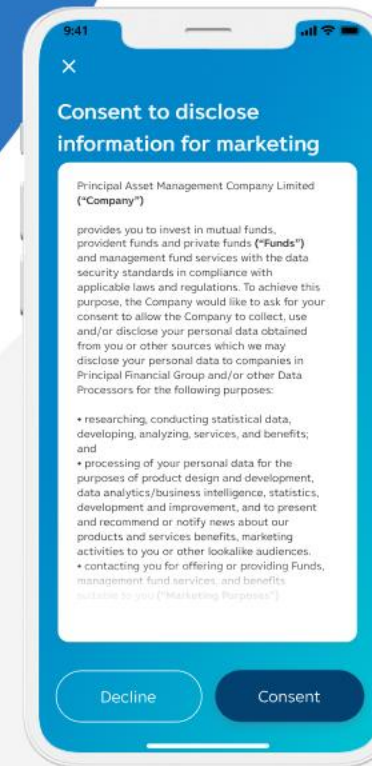 9:41
Consent to disclose
information for marketing
Principal Asset Management Company Limited
("Company")
provides you to invest in mutual funds,
provident funds and private funds ("Funds")
and management fund services with the data
security standards in compliance with
applicable laws and regulations. To achieve this
purpose, the Company would like to ask for your
consent to allow the Company to collect, use
and/or disclose your personal data obtained
from you or other sources which we may
disclose your personal data to companies in
Principal Financial Group and/or other Data
Processors for the following purposes:
• researching, conducting statistical data,
developing, analyzing, services, and benefits;
and
• processing of your personal data for the
purposes of product design and development,
data analytics/business intelligence, statistics,
development and improvement, and to present
and recommend or notify news about our
products and services benefits, marketing
activities to you or other lookalike audiences.
• contacting you for offering or providing Funds,
management fund services, and benefits
suitable to you ("Marketing Purposes")
Decline
Consent